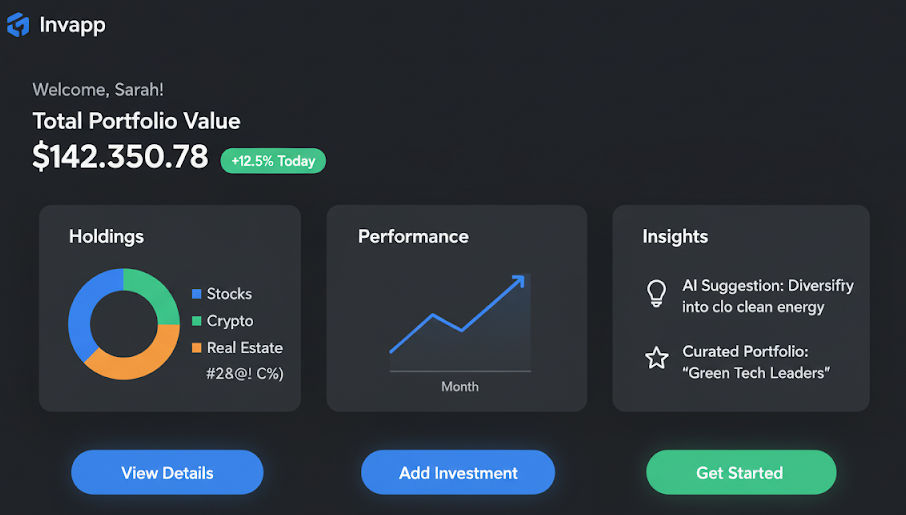 Invapp
Welcome, Sarah!
Total Portfolio Value
$142.350.78
+12.5% Today
Holdings
Stocks
Crypto
Real Estate
#2&@! C%)
Performance
Month
Insights
AI Suggestion: Diversifiy
into clo clean energy
Curated Portfolio:
“Green Tech Leaders”
View Details
Add Investment
Get Started